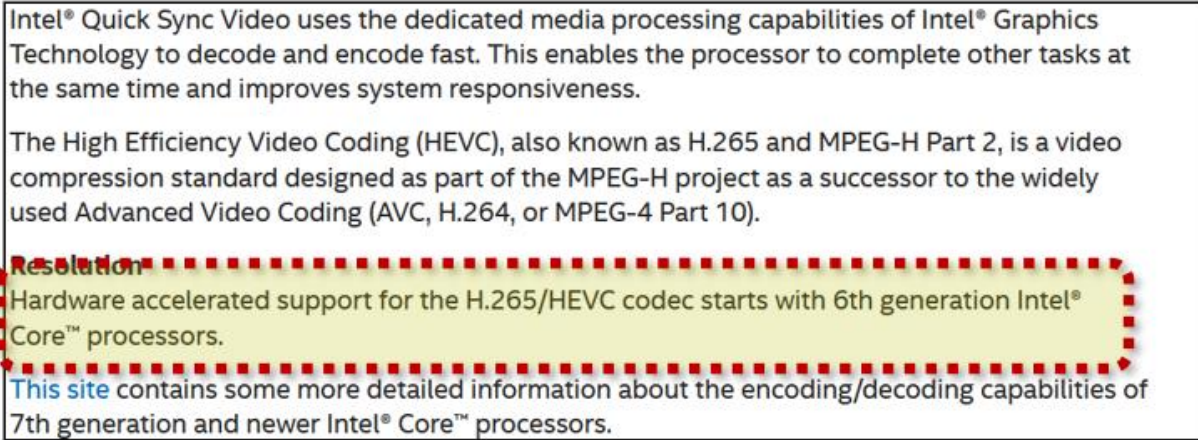 Intel® Quick Sync Video uses the dedicated media processing capabilities of Intel® Graphics
Technology to decode and encode fast. This enables the processor to complete other tasks at
the same time and improves system responsiveness.
The High Efficiency Video Coding (HEVC), also known as H.265 and MPEG-H Part 2, is a video
compression standard designed as part of the MPEG-H project as a successor to the widely
used Advanced Video Coding (AVC, H.264, or MPEG-4 Part 10).
Resolution
Hardware accelerated support for the H.265/HEVC codec starts with 6th generation Intel®
Core™ processors.
This site contains some more detailed information about the encoding/decoding capabilities of
7th generation and newer Intel® Core™ processors.